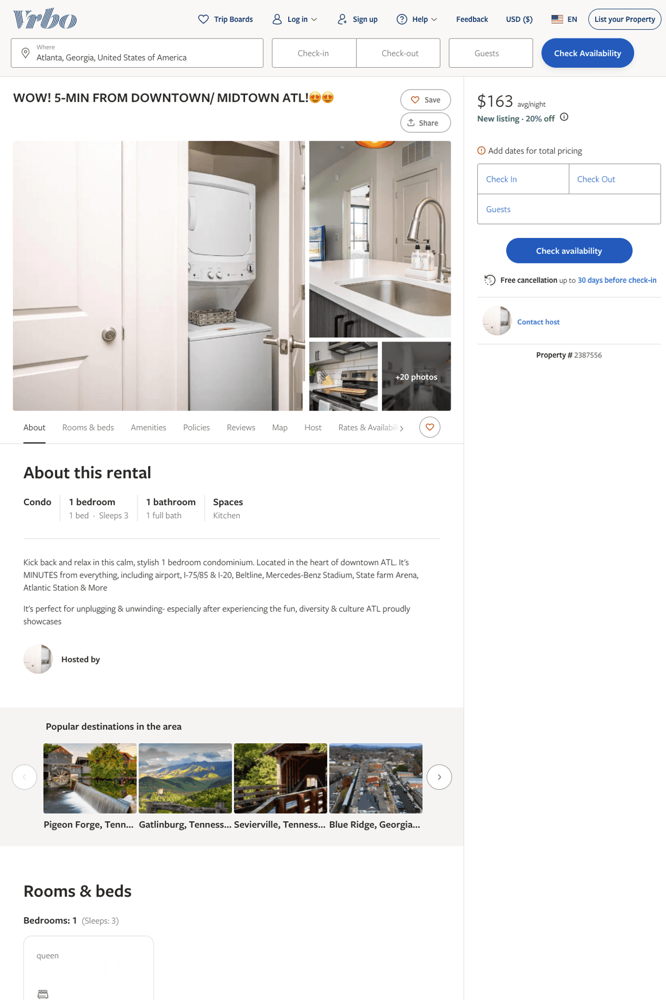 Vrbo
Trip Boards
Log in
Sign up
Help
Feedback
USD ($)
EN
List your Property
Where
Atlanta, Georgia, United States of America
Check-in
Check-out
Guests
Check Availability
WOW! 5-MIN FROM DOWNTOWN/ MIDTOWN ATL!😍😍
Save
Share
+20 photos
$163 avg/night
New listing · 20% off
Add dates for total pricing
Check In
Check Out
Guests
Check availability
Free cancellation up to 30 days before check-in
Contact host
Property # 2387556
About
Rooms & beds
Amenities
Policies
Reviews
Map
Host
Rates & Availabili
About this rental
Condo
1 bedroom
1 bed · Sleeps 3
1 bathroom
1 full bath
Spaces
Kitchen
Kick back and relax in this calm, stylish 1 bedroom condominium. Located in the heart of downtown ATL. It's
MINUTES from everything, including airport, I-75/85 & I-20, Beltline, Mercedes-Benz Stadium, State farm Arena,
Atlantic Station & More
It's perfect for unplugging & unwinding- especially after experiencing the fun, diversity & culture ATL proudly
showcases
Hosted by
Popular destinations in the area
Pigeon Forge, Tenn...
Gatlinburg, Tenness...
Sevierville, Tenness...
Blue Ridge, Georgia...
Rooms & beds
Bedrooms: 1 (Sleeps: 3)
queen